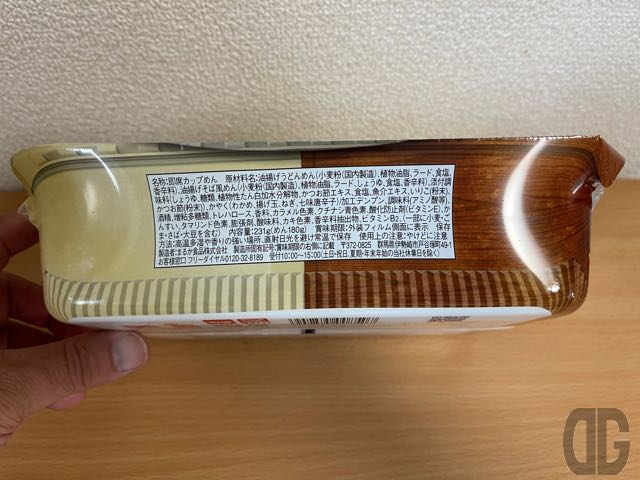 名称:即席カップめん　原材料名:油揚げうどんめん(小麦粉(国内製造)、植物油脂、ラード、食塩、
香辛料)、油揚げそば風めん(小麦粉(国内製造)、植物油脂、ラード、しょうゆ、食塩、香辛料)、添付調
味料(しょうゆ、糖類、植物性たん白加水分解物、かつお節エキス、食塩、魚介エキス、いりこ(粉末)、
かつお節(粉末))、かやく(わかめ、揚げ玉、ねぎ、七味唐辛子)/加工デンプン、調味料(アミノ酸等)、
酒精、増粘多糖類、トレハロース、香料、カラメル色素、クチナシ青色素、酸化防止剤(ビタミンE)、か
んすい、タマリンド色素、膨張剤、酸味料、カキ色素、香辛料抽出物、ビタミンB2、(一部に小麦・ご
ま・さば・大豆を含む)　内容量:231g(めん180g)　賞味期限:外装フィルム側面に表示　保存
方法:高温多湿や香りの強い場所、直射日光を避け常温で保存　使用上の注意:やけどに注意
製造者:まるか食品株式会社　製造所固有記号:賞味期限の右側に記載　〒372-0825　群馬県伊勢崎市戸谷塚町49-1
お客様窓口 フリーダイヤル0120-32-8189　受付10:00〜15:00(土日・祝日、夏期・年末年始の当社休業日を除く)
DG